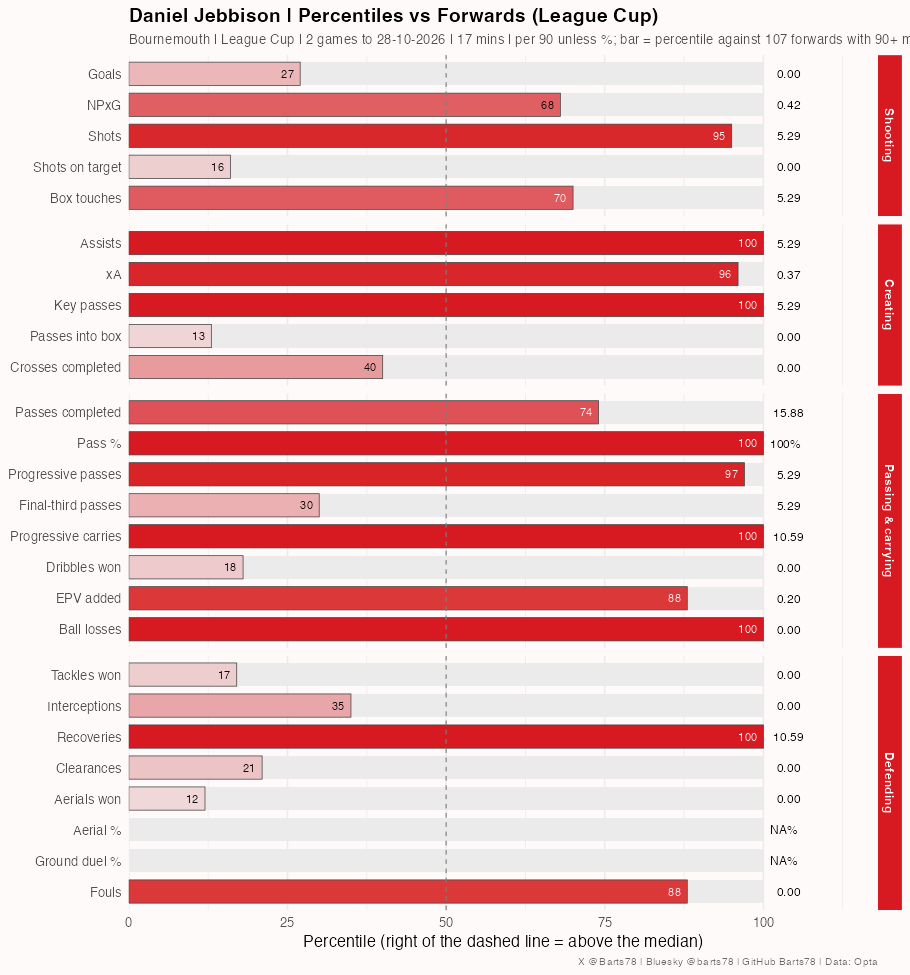 Daniel Jebbison | Percentiles vs Forwards (League Cup)
Bournemouth | League Cup | 2 games to 28-10-2026 | 17 mins | per 90 unless %; bar = percentile against 107 forwards with 90+ m
Goals 27 0.00
NPxG 68 0.42
Shots 95 5.29
Shots on target 16 0.00
Box touches 70 5.29
Shooting
Assists 100 5.29
xA 96 0.37
Key passes 100 5.29
Passes into box 13 0.00
Crosses completed 40 0.00
Creating
Passes completed 74 15.88
Pass % 100 100%
Progressive passes 97 5.29
Final-third passes 30 5.29
Progressive carries 100 10.59
Dribbles won 18 0.00
EPV added 88 0.20
Ball losses 100 0.00
Passing & carrying
Tackles won 17 0.00
Interceptions 35 0.00
Recoveries 100 10.59
Clearances 21 0.00
Aerials won 12 0.00
Aerial % NA%
Ground duel % NA%
Fouls 88 0.00
Defending
0 25 50 75 100
Percentile (right of the dashed line = above the median)
X @Barts78 | Bluesky @barts78 | GitHub Barts78 | Data: Opta